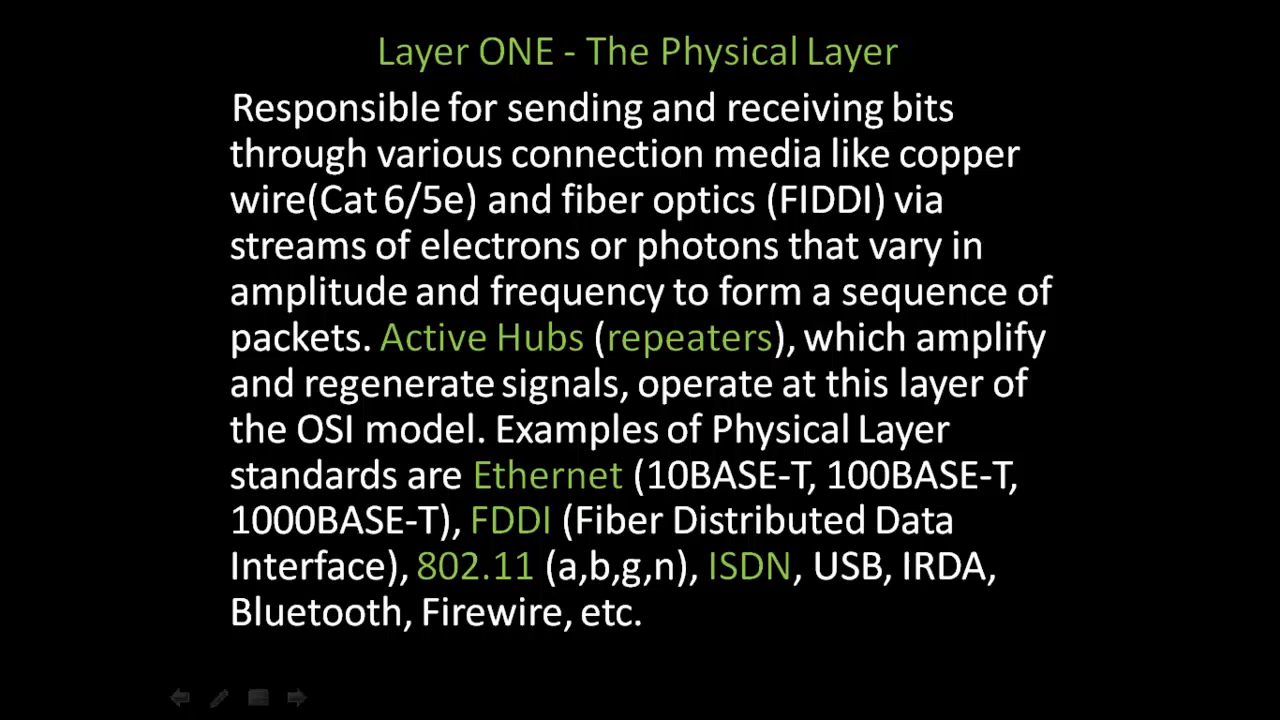 Layer ONE - The Physical Layer
Responsible for sending and receiving bits
through various connection media like copper
wire(Cat 6/5e) and fiber optics (FIDDI) via
streams of electrons or photons that vary in
amplitude and frequency to form a sequence of
packets. Active Hubs (repeaters), which amplify
and regenerate signals, operate at this layer of
the OSI model. Examples of Physical Layer
standards are Ethernet (10BASE-T, 100BASE-T,
1000BASE-T), FDDI (Fiber Distributed Data
Interface), 802.11 (a,b,g,n), ISDN, USB, IRDA,
Bluetooth, Firewire, etc.